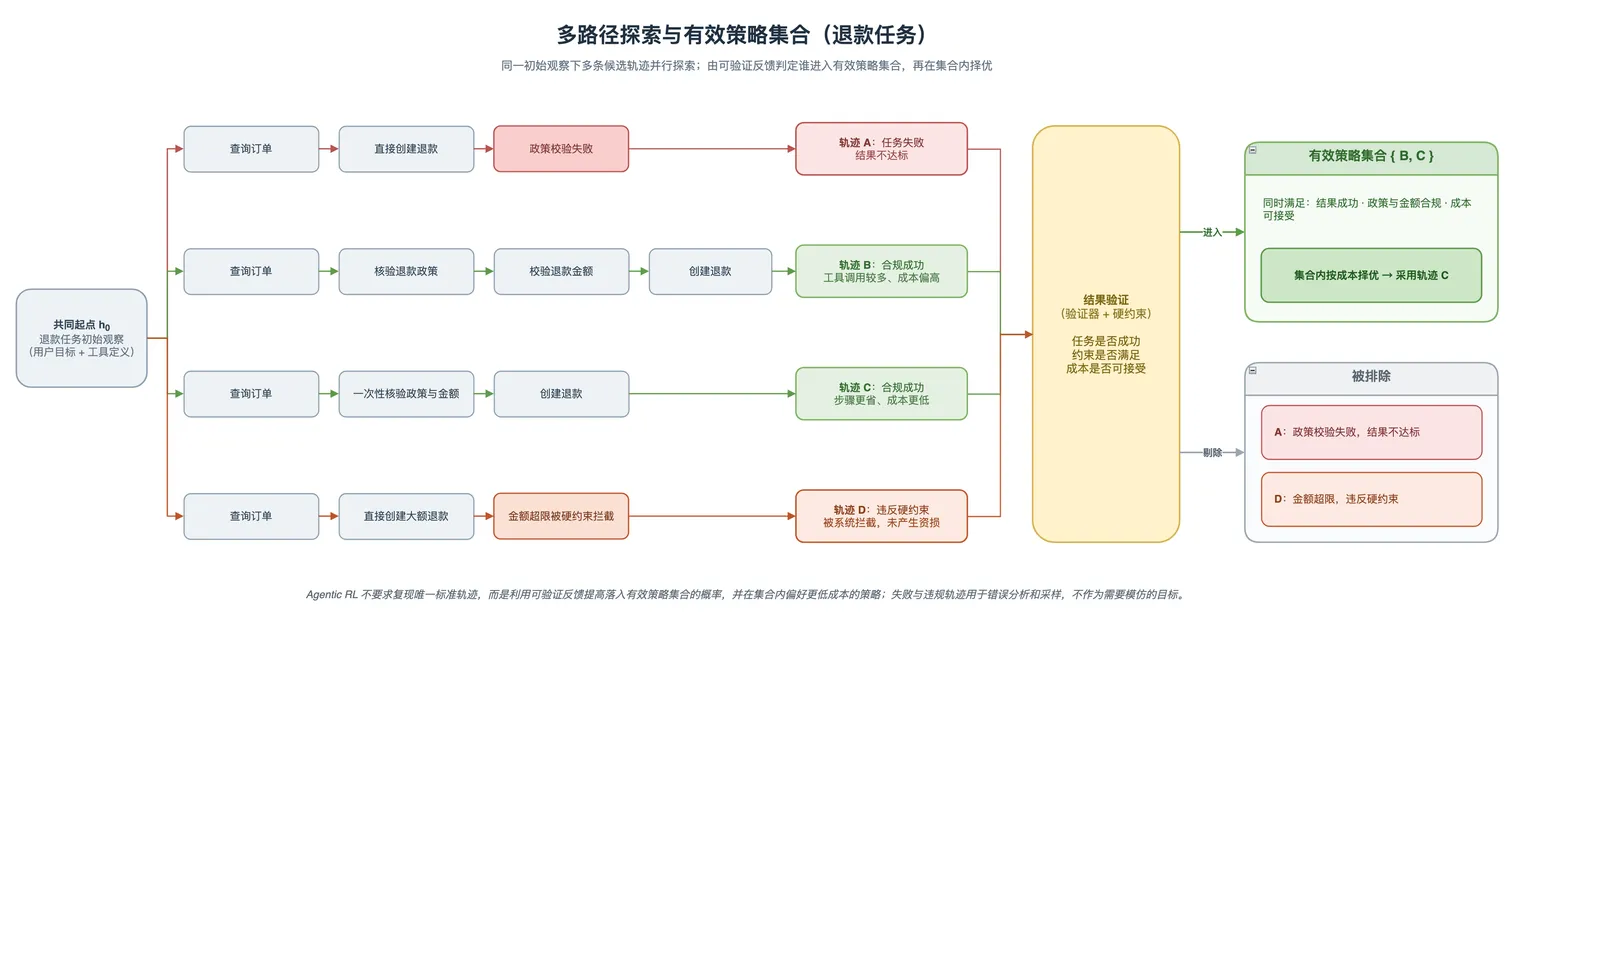 多路径探索与有效策略集合（退款任务）
同一初始观察下多条候选轨迹并行探索；由可验证反馈判定谁进入有效策略集合，再在集合内择优
查询订单
直接创建退款
政策校验失败
轨迹 A：任务失败
结果不达标
查询订单
核验退款政策
校验退款金额
创建退款
轨迹 B：合规成功
工具调用较多、成本偏高
共同起点 h0
退款任务初始观察
（用户目标 + 工具定义）
查询订单
一次性核验政策与金额
创建退款
轨迹 C：合规成功
步骤更省、成本更低
查询订单
直接创建大额退款
金额超限被硬约束拦截
轨迹 D：违反硬约束
被系统拦截，未产生资损
结果验证
（验证器 + 硬约束）
任务是否成功
约束是否满足
成本是否可接受
进入
有效策略集合 { B, C }
同时满足：结果成功 · 政策与金额合规 · 成本
可接受
集合内按成本择优 → 采用轨迹 C
剔除
被排除
A：政策校验失败，结果不达标
D：金额超限，违反硬约束
Agentic RL 不要求复现唯一标准轨迹，而是利用可验证反馈提高落入有效策略集合的概率，并在集合内偏好更低成本的策略；失败与违规轨迹用于错误分析和采样，不作为需要模仿的目标。